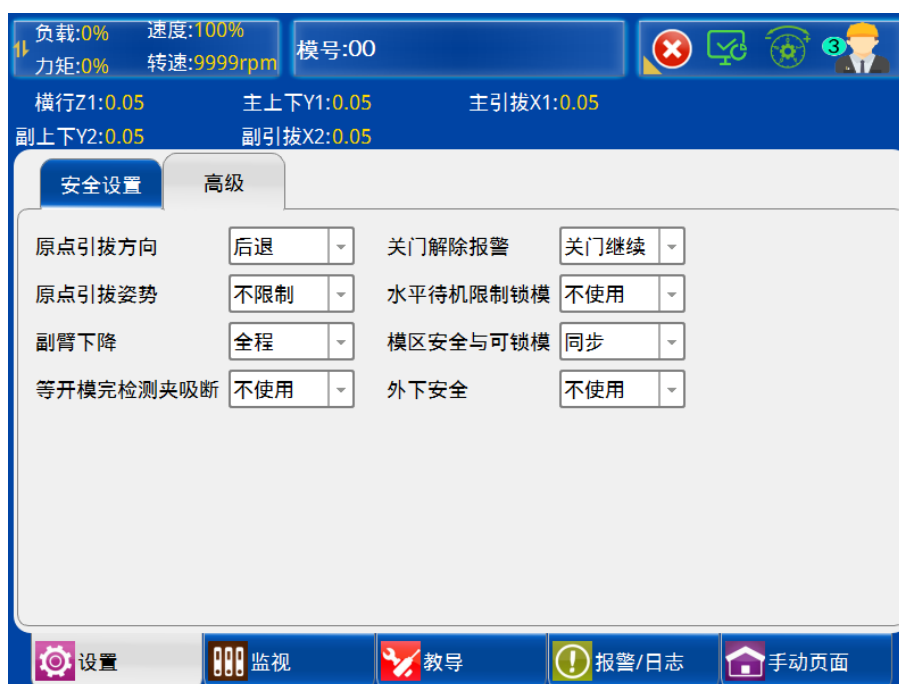 负载:0% 速度:100%
力矩:0% 转速:9999rpm
模号:00
3
横行Z1:0.05 主上下Y1:0.05 主引拔X1:0.05
副上下Y2:0.05 副引拔X2:0.05
安全设置 高级
原点引拔方向 后退 关门解除报警 关门继续
原点引拔姿势 不限制 水平待机限制锁模 不使用
副臂下降 全程 模区安全与可锁模 同步
等开模完检测夹吸断 不使用 外下安全 不使用
设置 监视 教导 报警/日志 手动页面